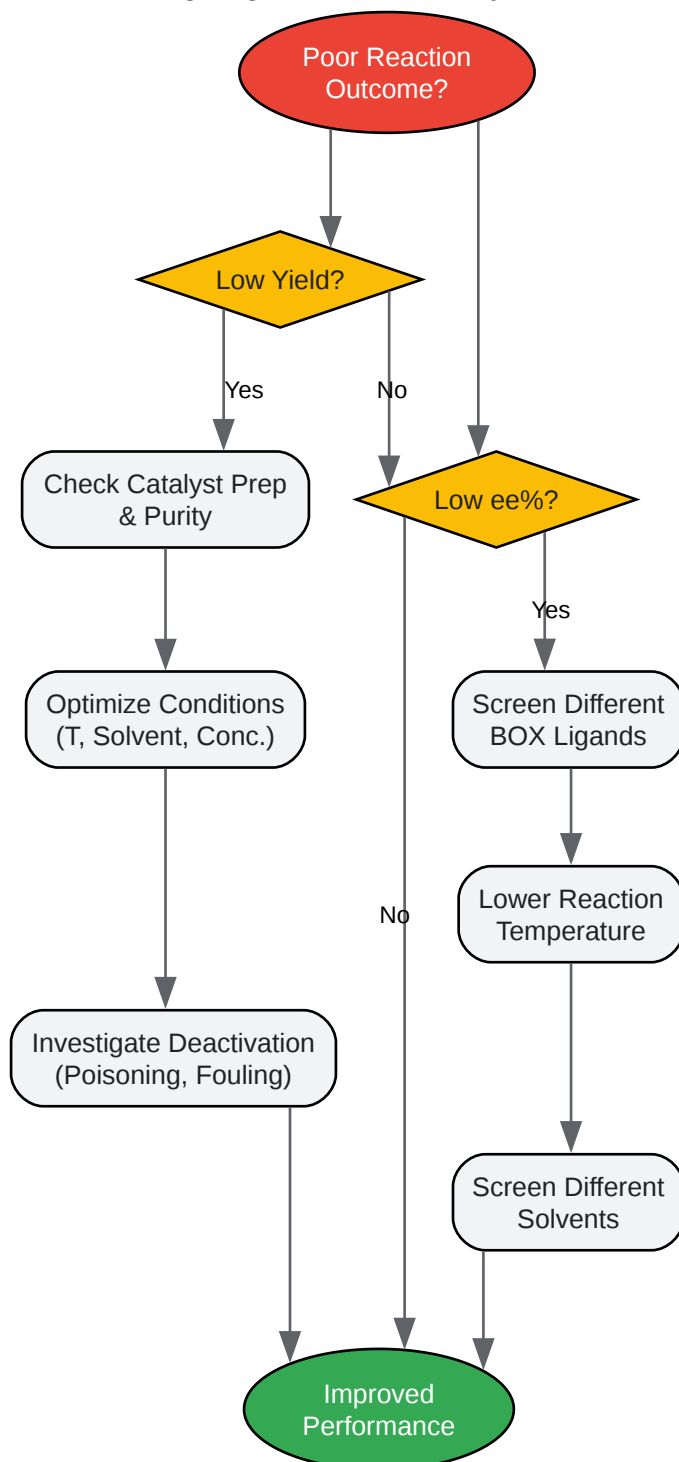 Poor Reaction
Outcome?
Low Yield?
Yes
No
Check Catalyst Prep
& Purity
Low ee%?
Yes
Optimize Conditions
(T, Solvent, Conc.)
Screen Different
BOX Ligands
Lower Reaction
Temperature
No
Investigate Deactivation
(Poisoning, Fouling)
Screen Different
Solvents
Improved
Performance